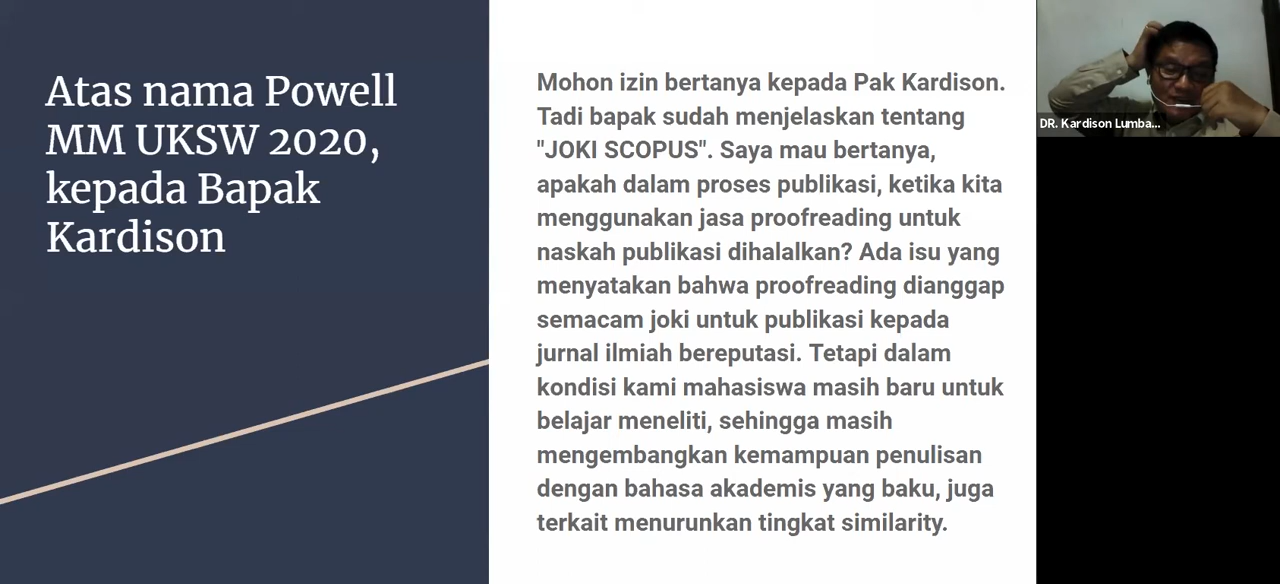 Atas nama Powell
MM UKSW 2020,
kepada Bapak
Kardison
Mohon izin bertanya kepada Pak Kardison.
Tadi bapak sudah menjelaskan tentang
"JOKI SCOPUS". Saya mau bertanya,
apakah dalam proses publikasi, ketika kita
menggunakan jasa proofreading untuk
naskah publikasi dihalalkan? Ada isu yang
menyatakan bahwa proofreading dianggap
semacam joki untuk publikasi kepada
jurnal ilmiah bereputasi. Tetapi dalam
kondisi kami mahasiswa masih baru untuk
belajar meneliti, sehingga masih
mengembangkan kemampuan penulisan
dengan bahasa akademis yang baku, juga
terkait menurunkan tingkat similarity.
DR. Kardison Lumba...